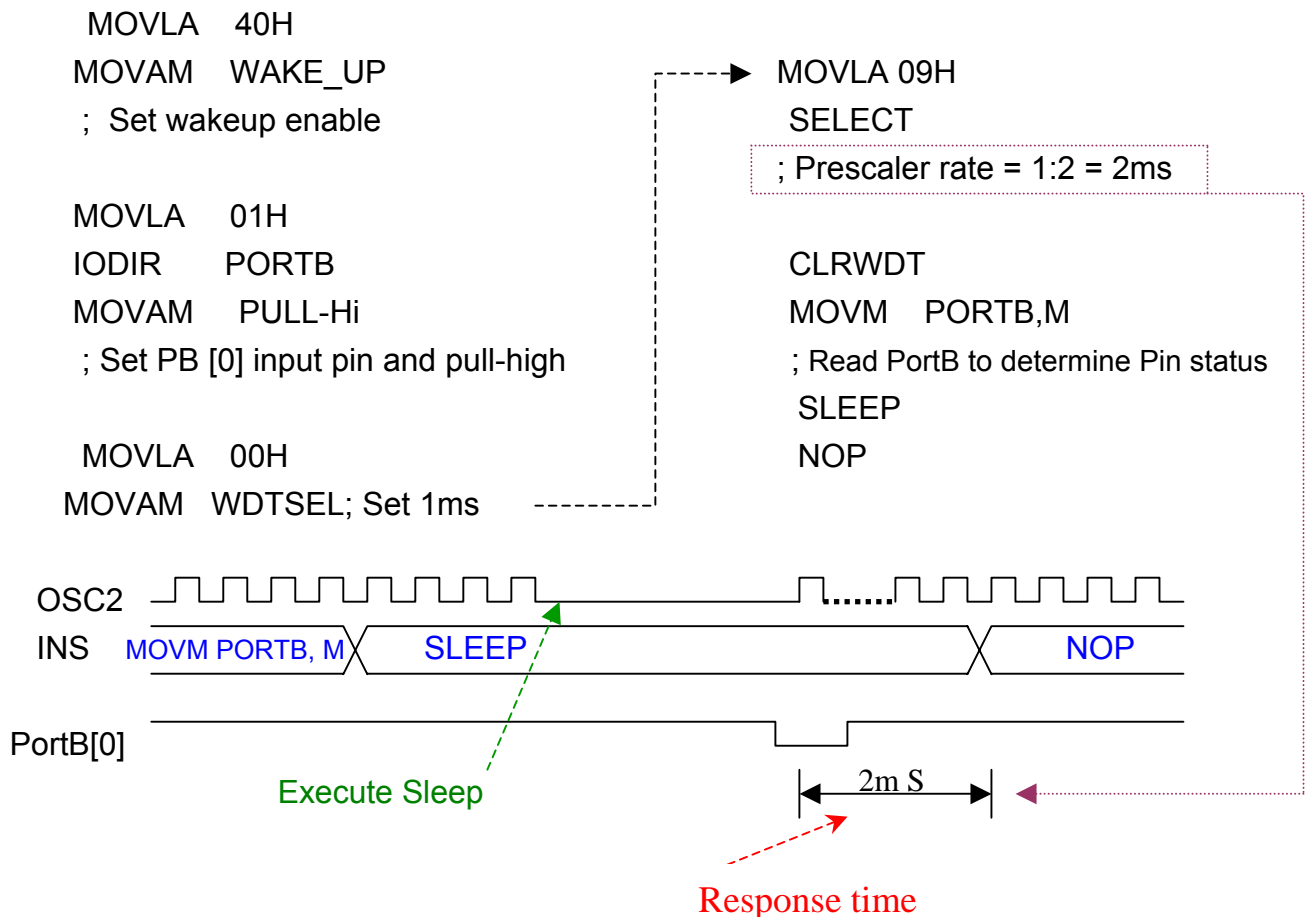 MOVLA 40H
MOVAM WAKE_UP
; Set wakeup enable
MOVLA 01H
IODIR PORTB
MOVAM PULL-Hi
; Set PB [0] input pin and pull-high
MOVLA 00H
MOVAM WDTSEL; Set 1ms
MOVLA 09H
SELECT
; Prescaler rate = 1:2 = 2ms
CLRWDT
MOVM PORTB,M
; Read PortB to determine Pin status
SLEEP
NOP
OSC2
INS MOVM PORTB, M SLEEP NOP
PortB[0]
Execute Sleep
2m S
Response time